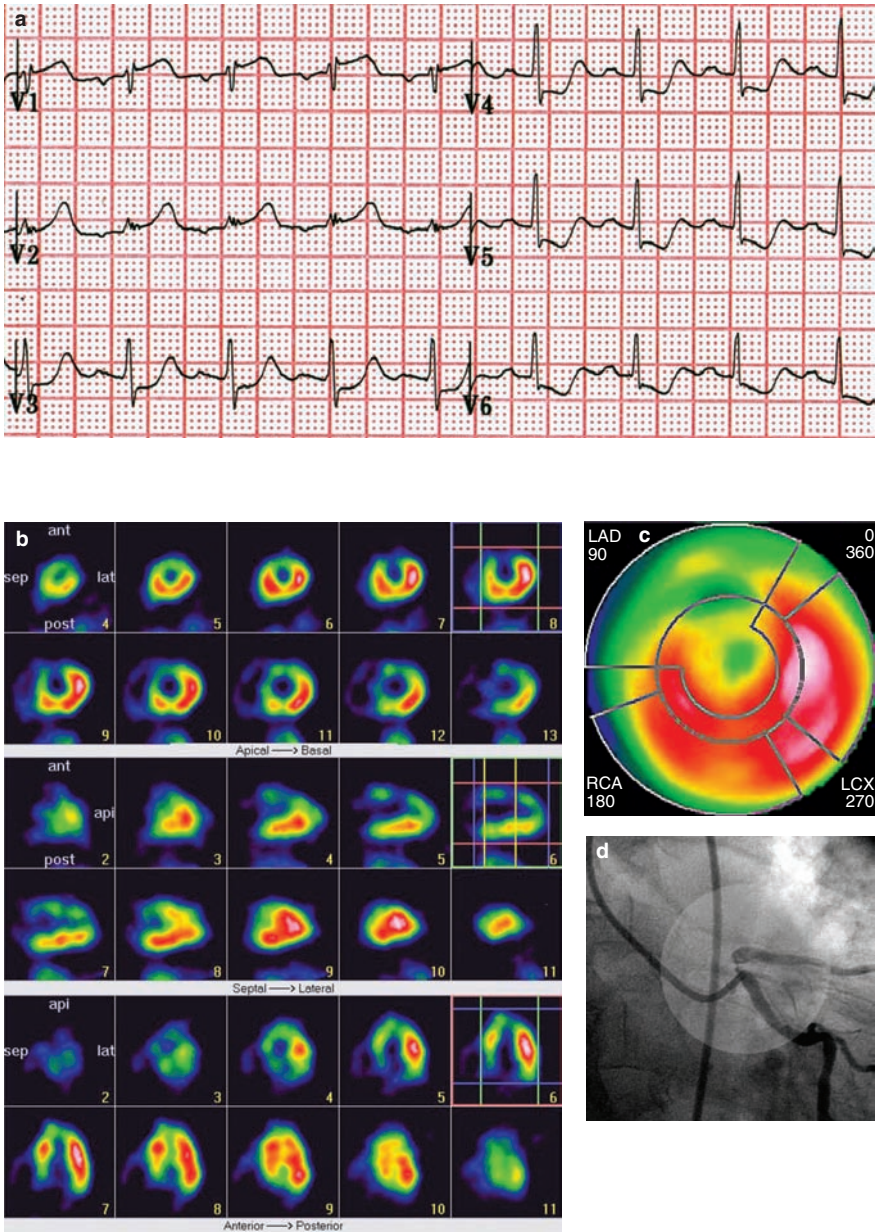 a
V1
V4
V2
V5
V3
V6
b
ant
sep lat
post
4 5 6 7 8
9 10 11 12 13
Apical → Basal
ant
api
post
2 3 4 5 6
7 8 9 10 11
Septal → Lateral
api
sep lat
2 3 4 5 6
7 8 9 10 11
Anterior → Posterior
LAD
90
c
0
360
RCA
180
LCX
270
d